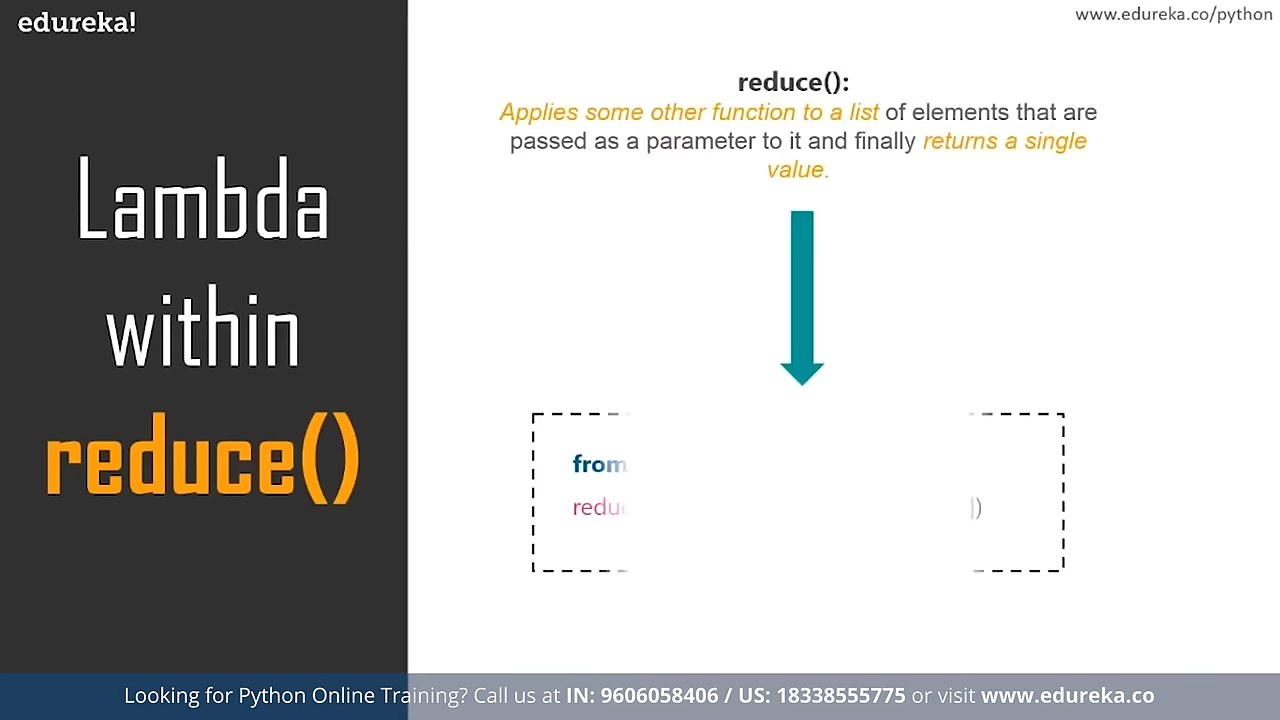 edureka!
www.edureka.co/python
Lambda
within
reduce()
reduce():
Applies some other function to a list of elements that are
passed as a parameter to it and finally returns a single
value.
from
])
Looking for Python Online Training? Call us at IN: 9606058406 / US: 18338555775 or visit www.edureka.co